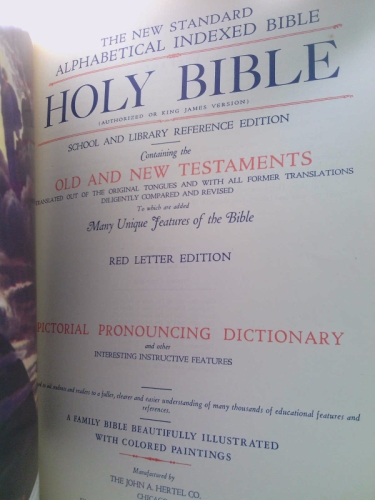 THE NEW STANDARD
ALPHABETICAL INDEXED BIBLE
HOLY BIBLE
(AUTHORIZED OR KING JAMES VERSION)
SCHOOL AND LIBRARY REFERENCE EDITION
Containing the
OLD AND NEW TESTAMENTS
TRANSLATED OUT OF THE ORIGINAL TONGUES AND WITH ALL FORMER TRANSLATIONS
DILIGENTLY COMPARED AND REVISED
To which are added
Many Unique Features of the Bible
RED LETTER EDITION
PICTORIAL PRONOUNCING DICTIONARY
and other
INTERESTING INSTRUCTIVE FEATURES
to aid students and readers to a fuller, clearer and easier understanding of many thousands of educational features and
references.
A FAMILY BIBLE BEAUTIFULLY ILLUSTRATED
WITH COLORED PAINTINGS
Manufactured by
THE JOHN A. HERTEL CO.
CHICAGO